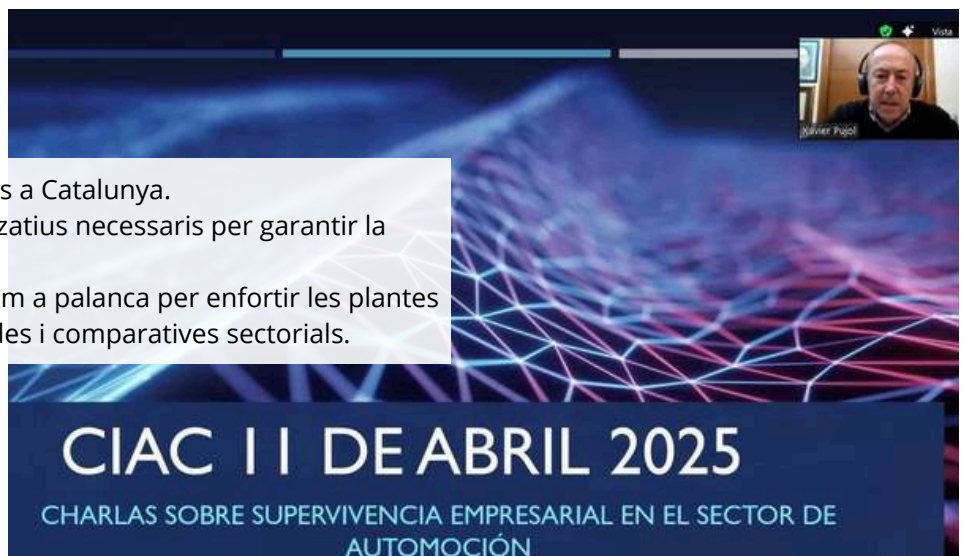 Vista
Xavier Pujol
s a Catalunya.
zatius necessaris per garantir la
m a palanca per enfortir les plantes
les i comparatives sectorials.
CIAC 11 DE ABRIL 2025
CHARLAS SOBRE SUPERVIVENCIA EMPRESARIAL EN EL SECTOR DE
AUTOMOCIÓN